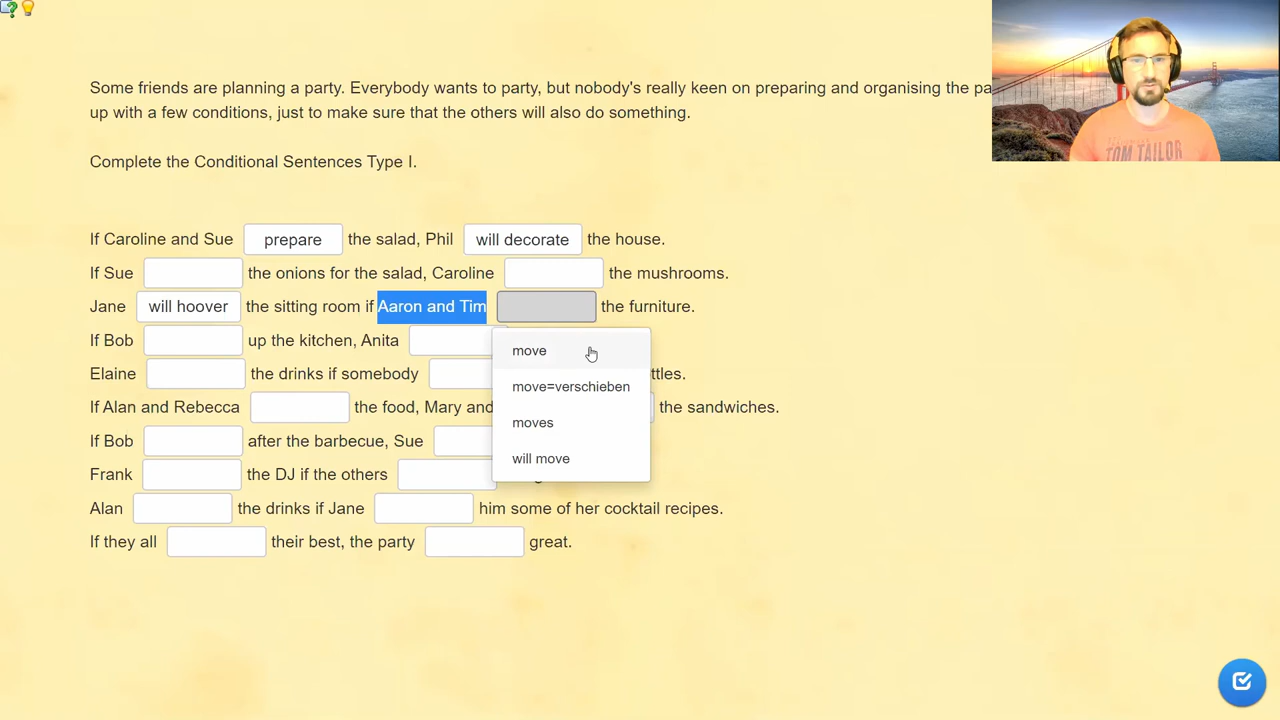 Some friends are planning a party. Everybody wants to party, but nobody's really keen on preparing and organising the pa
up with a few conditions, just to make sure that the others will also do something.
Complete the Conditional Sentences Type I.
If Caroline and Sue prepare the salad, Phil will decorate the house.
If Sue the onions for the salad, Caroline the mushrooms.
Jane will hoover the sitting room if Aaron and Tim the furniture.
If Bob up the kitchen, Anita
move
Elaine the drinks if somebody ttles.
move=verschieben
If Alan and Rebecca the food, Mary and the sandwiches.
moves
If Bob after the barbecue, Sue
will move
Frank the DJ if the others
Alan the drinks if Jane him some of her cocktail recipes.
If they all their best, the party great.
TOM TAILOR